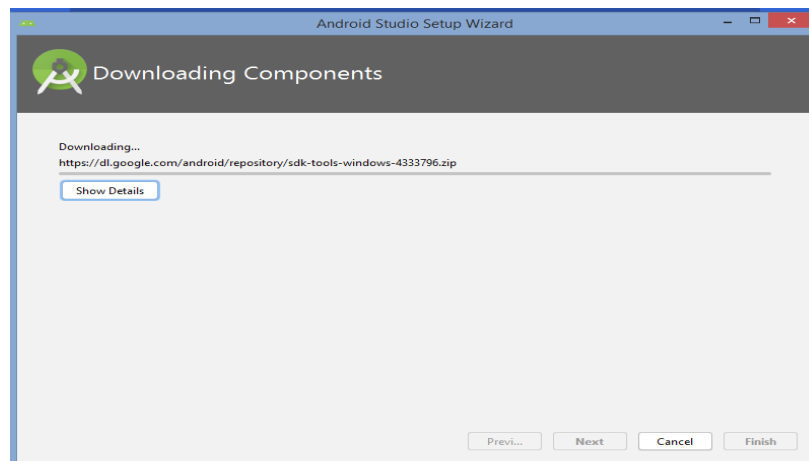 Android Studio Setup Wizard
Downloading Components
Downloading...
https://dl.google.com/android/repository/sdk-tools-windows-4333796.zip
Show Details
Previ... Next Cancel Finish